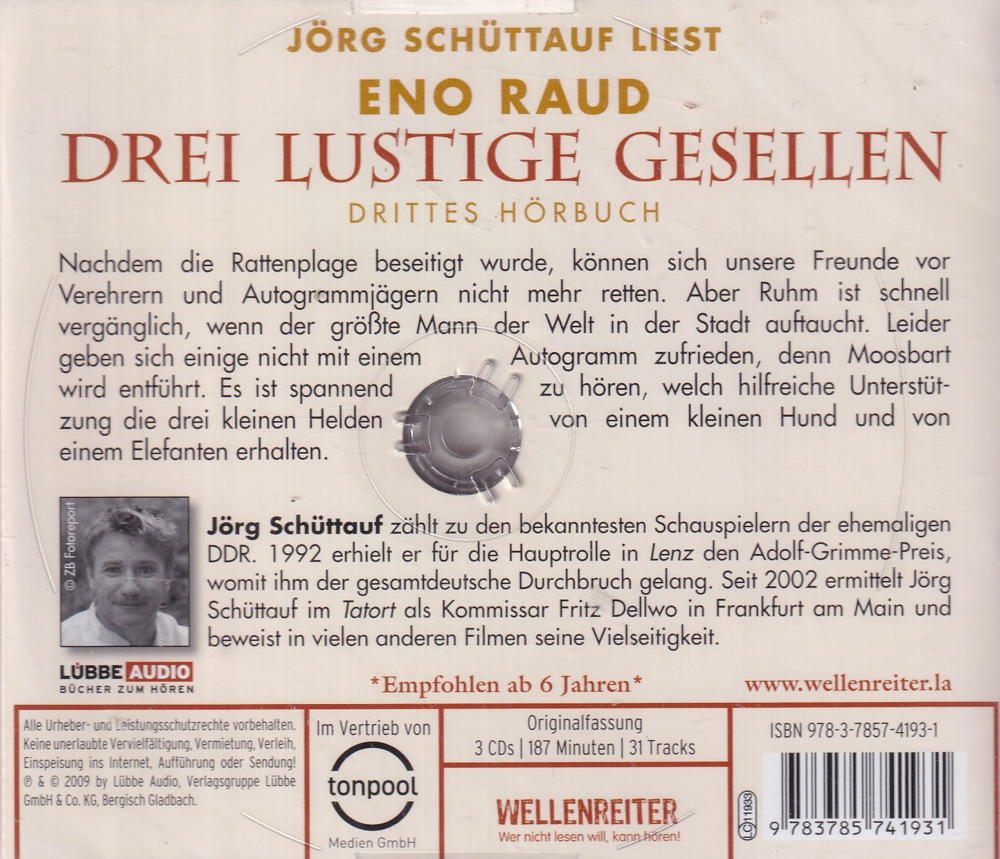 JÖRG SCHÜTTAUF LIEST
ENO RAUD
DREI LUSTIGE GESELLEN
DRITTES HÖRBUCH
Nachdem die Rattenplage beseitigt wurde, können sich unsere Freunde vor
Verehrern und Autogrammjägern nicht mehr retten. Aber Ruhm ist schnell
vergänglich, wenn der größte Mann der Welt in der Stadt auftaucht. Leider
geben sich einige nicht mit einem Autogramm zufrieden, denn Moosbart
wird entführt. Es ist spannend zu hören, welch hilfreiche Unterstüt-
zung die drei kleinen Helden von einem kleinen Hund und von
einem Elefanten erhalten.
© ZB Fotoreport
Jörg Schüttauf zählt zu den bekanntesten Schauspielern der ehemaligen
DDR. 1992 erhielt er für die Hauptrolle in Lenz den Adolf-Grimme-Preis,
womit ihm der gesamtdeutsche Durchbruch gelang. Seit 2002 ermittelt Jörg
Schüttauf im Tatort als Kommissar Fritz Dellwo in Frankfurt am Main und
beweist in vielen anderen Filmen seine Vielseitigkeit.
LÜBBE AUDIO
BÜCHER ZUM HÖREN
*Empfohlen ab 6 Jahren*
www.wellenreiter.la
Alle Urheber- und Leistungsschutzrechte vorbehalten.
Keine unerlaubte Vervielfältigung, Vermietung, Verleih,
Einspeisung ins Internet, Aufführung oder Sendung!
℗ & © 2009 by Lübbe Audio, Verlagsgruppe Lübbe
GmbH & Co. KG, Bergisch Gladbach.
Im Vertrieb von
tonpool
Medien GmbH
Originalfassung
3 CDs | 187 Minuten | 31 Tracks
WELLENREITER
Wer nicht lesen will, kann hören!
ISBN 978-3-7857-4193-1
LC 11933
9 783785 741931